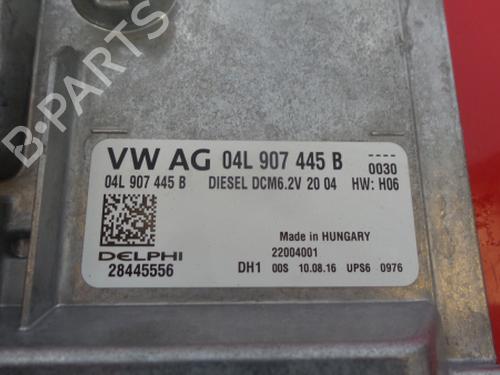 VW AG 04L 907 445 B
----
0030
04L 907 445 B DIESEL DCM6.2V 20 04 HW: H06
Made in HUNGARY
22004001
DELPHI
28445556
DH1 00S 10.08.16 UPS6 0976
B-PARTS